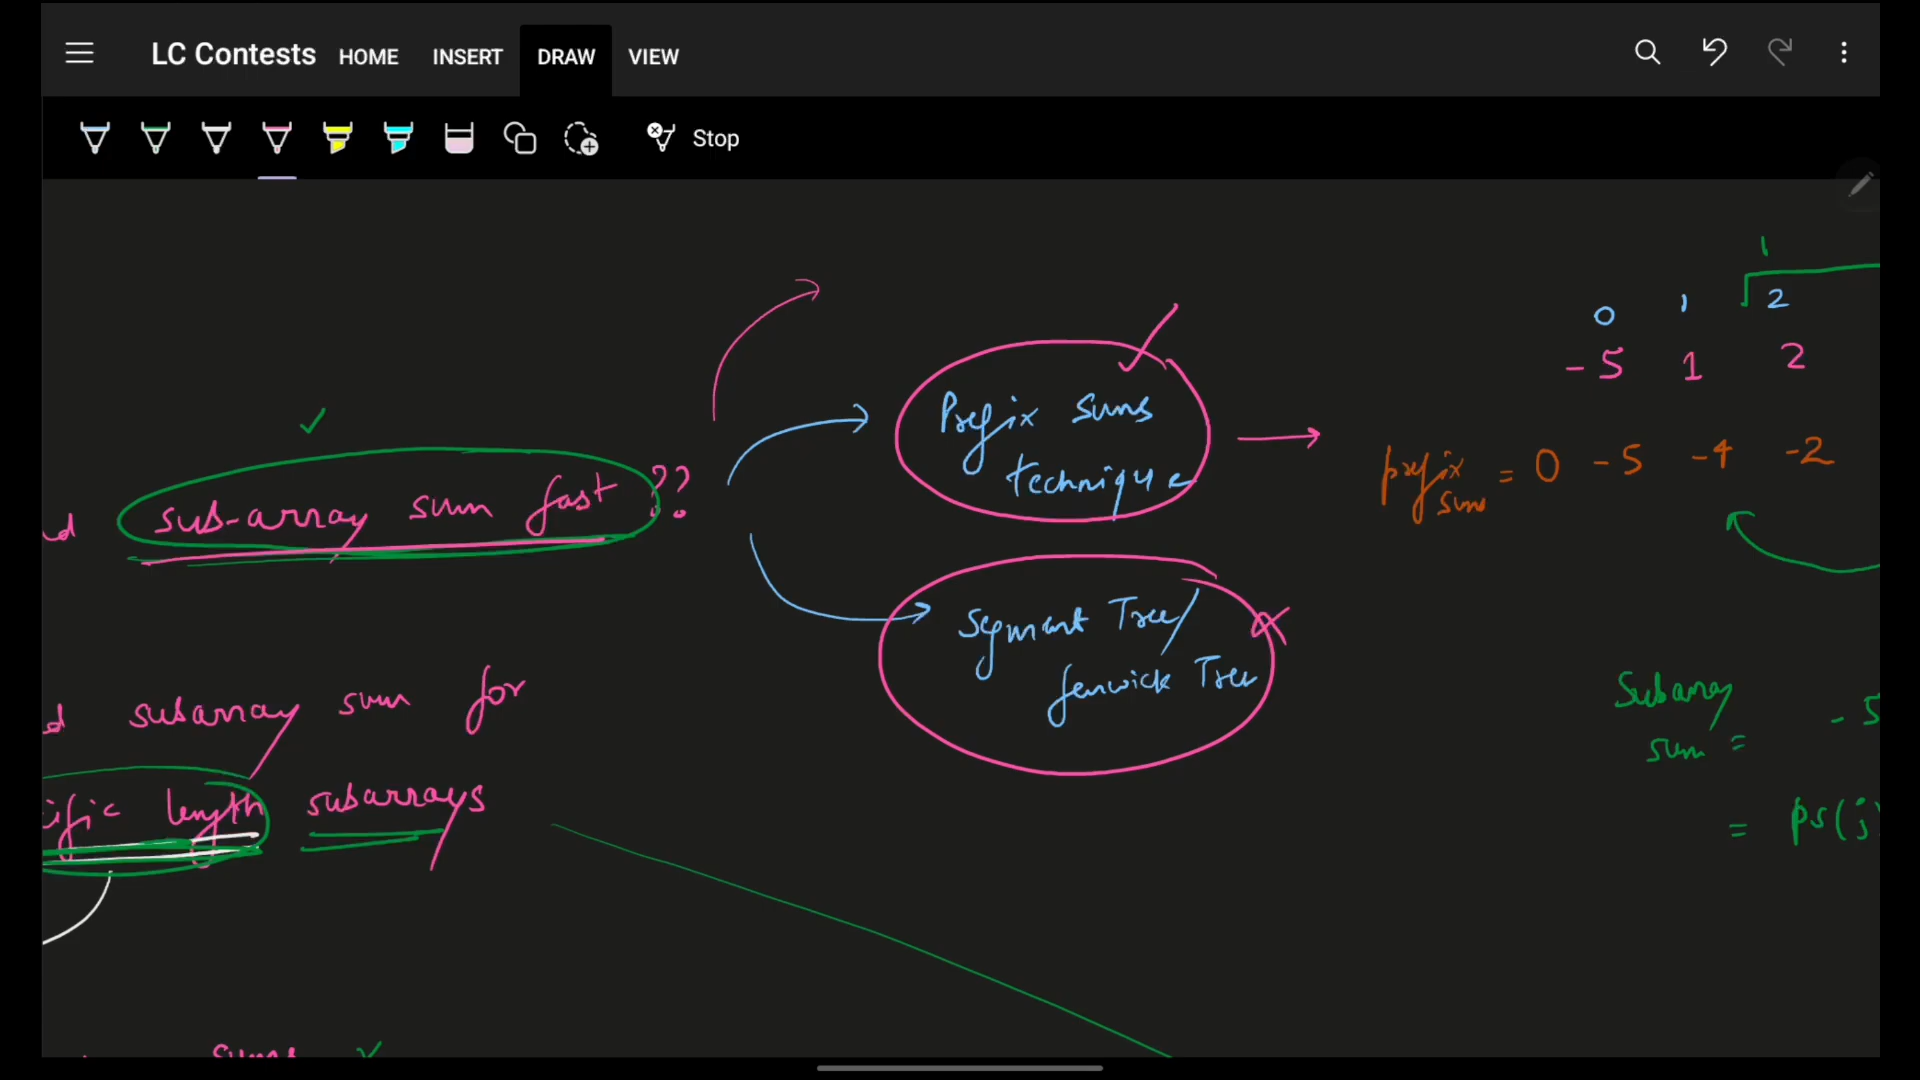 LC Contests HOME INSERT DRAW VIEW
Stop
1
0 1 2
-5 1 2
Prefix sums
technique
prefix
sum = 0 -5 -4 -2
sub-array sum fast ??
Segment Tree/
fenwick Tree
subarray sum for
length subarrays
Subarray
sum = -5
= ps(j)
sums